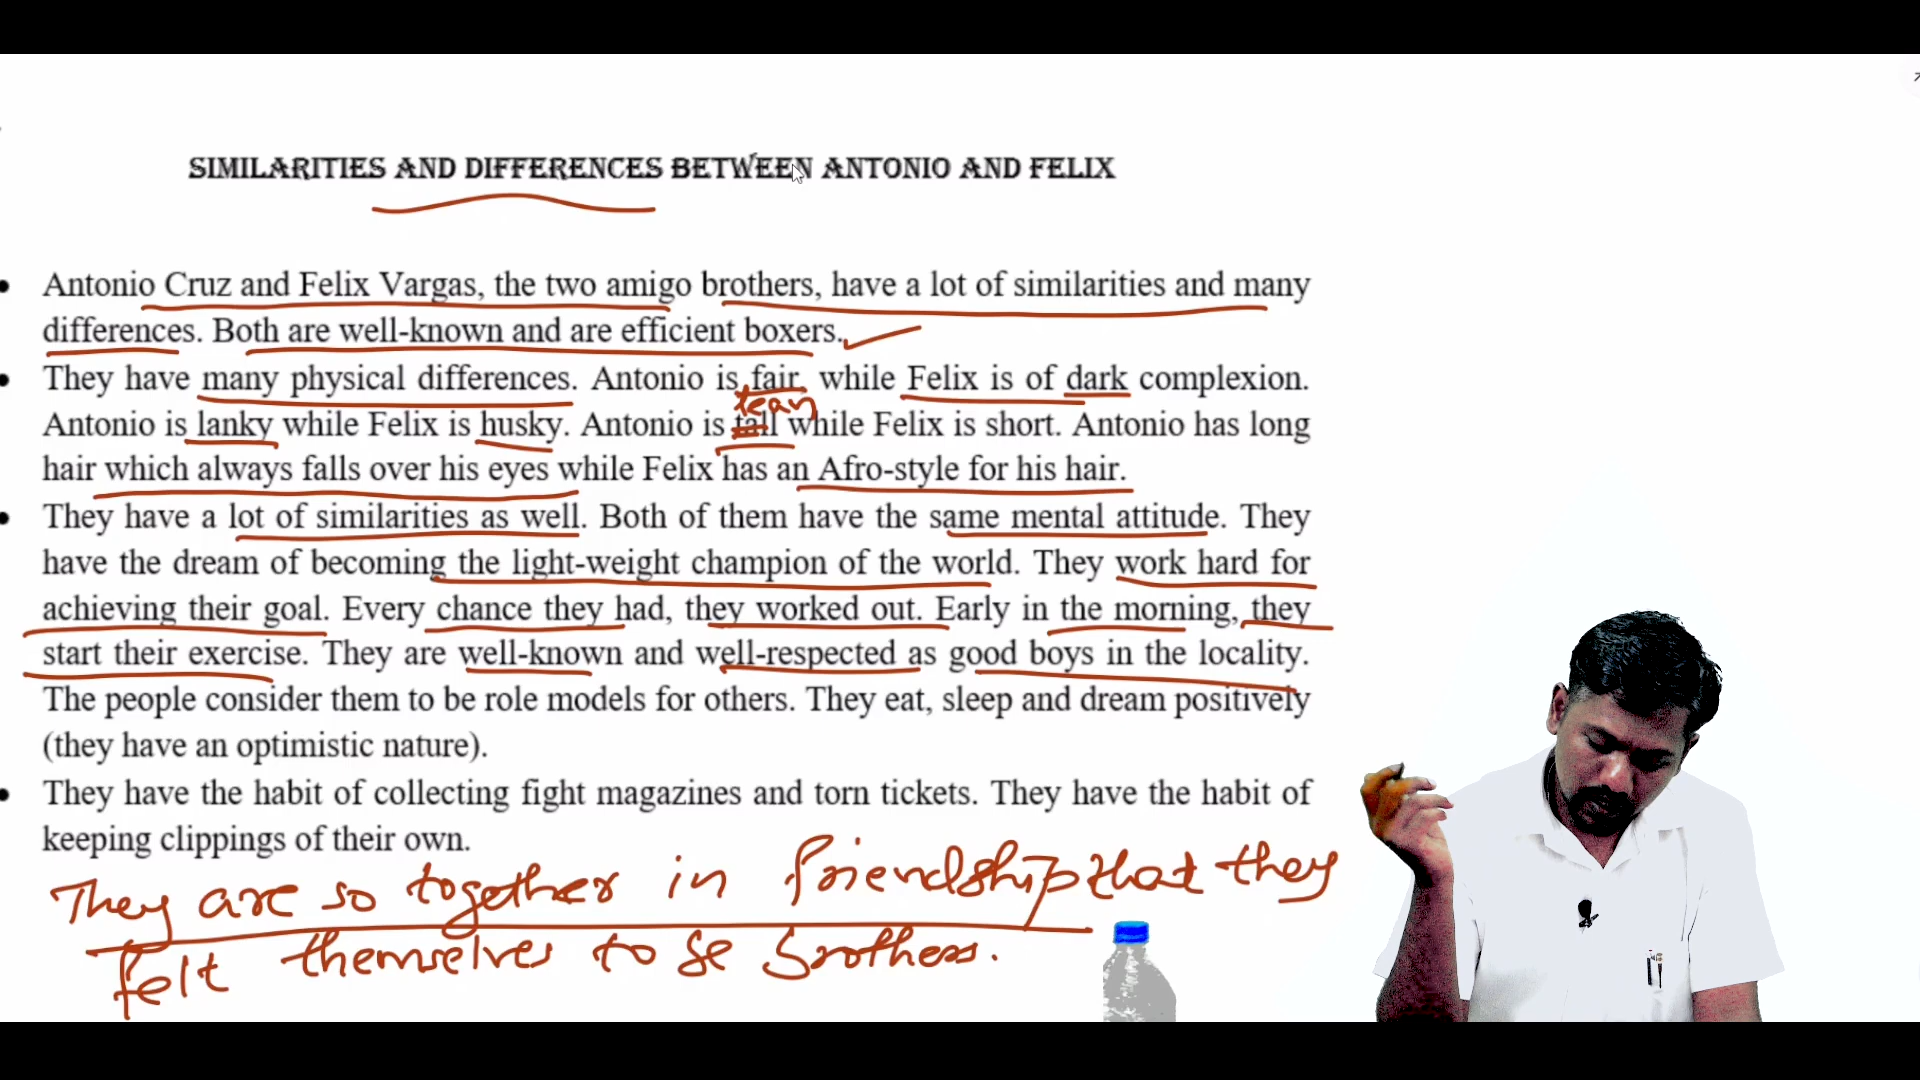 SIMILARITIES AND DIFFERENCES BETWEEN ANTONIO AND FELIX
• Antonio Cruz and Felix Vargas, the two amigo brothers, have a lot of similarities and many
differences. Both are well-known and are efficient boxers.
• They have many physical differences. Antonio is fair while Felix is of dark complexion.
lean
Antonio is lanky while Felix is husky. Antonio is tall while Felix is short. Antonio has long
hair which always falls over his eyes while Felix has an Afro-style for his hair.
• They have a lot of similarities as well. Both of them have the same mental attitude. They
have the dream of becoming the light-weight champion of the world. They work hard for
achieving their goal. Every chance they had, they worked out. Early in the morning, they
start their exercise. They are well-known and well-respected as good boys in the locality.
The people consider them to be role models for others. They eat, sleep and dream positively
(they have an optimistic nature).
• They have the habit of collecting fight magazines and torn tickets. They have the habit of
keeping clippings of their own.
They are so together in friendship that they
felt themselves to be brothers.